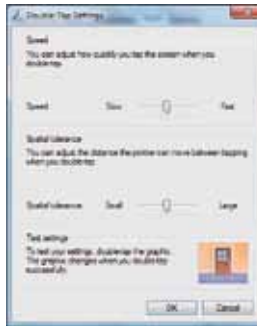 Double-Tap Settings
Speed
You can adjust how quickly you tap the screen when you
double-tap.
Speed Slow Fast
Spatial tolerance
You can adjust the distance the pointer can move between tapping
when you double-tap.
Spatial tolerance Small Large
Test settings
To test your settings, double-tap the graphic.
The graphic changes when you double-tap
successfully.
OK Cancel